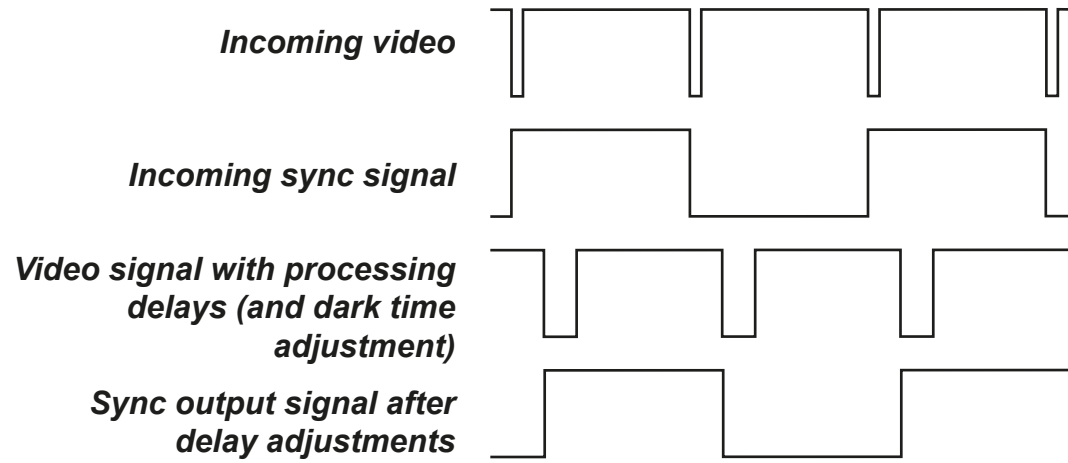 Incoming video
Incoming sync signal
Video signal with processing
delays (and dark time
adjustment)
Sync output signal after
delay adjustments